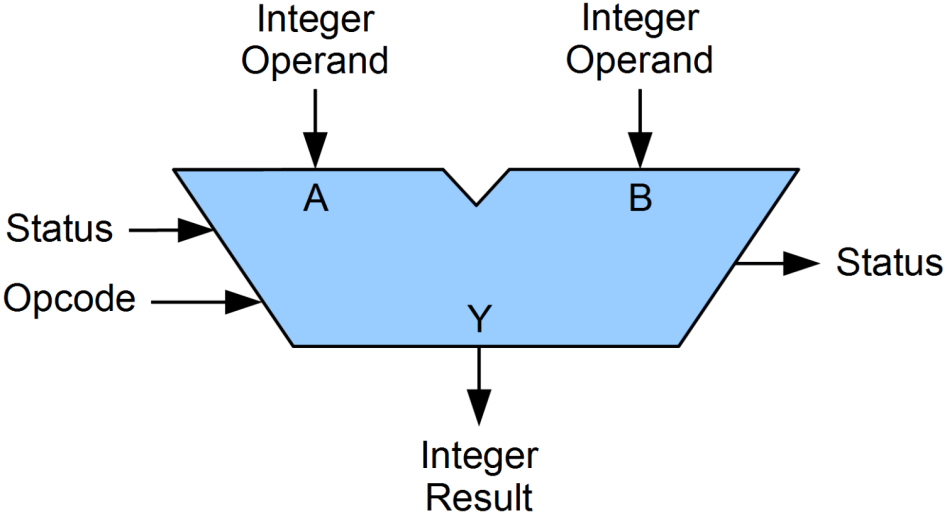 Integer
Operand
Integer
Operand
A
B
Status
Status
Opcode
Y
Integer
Result